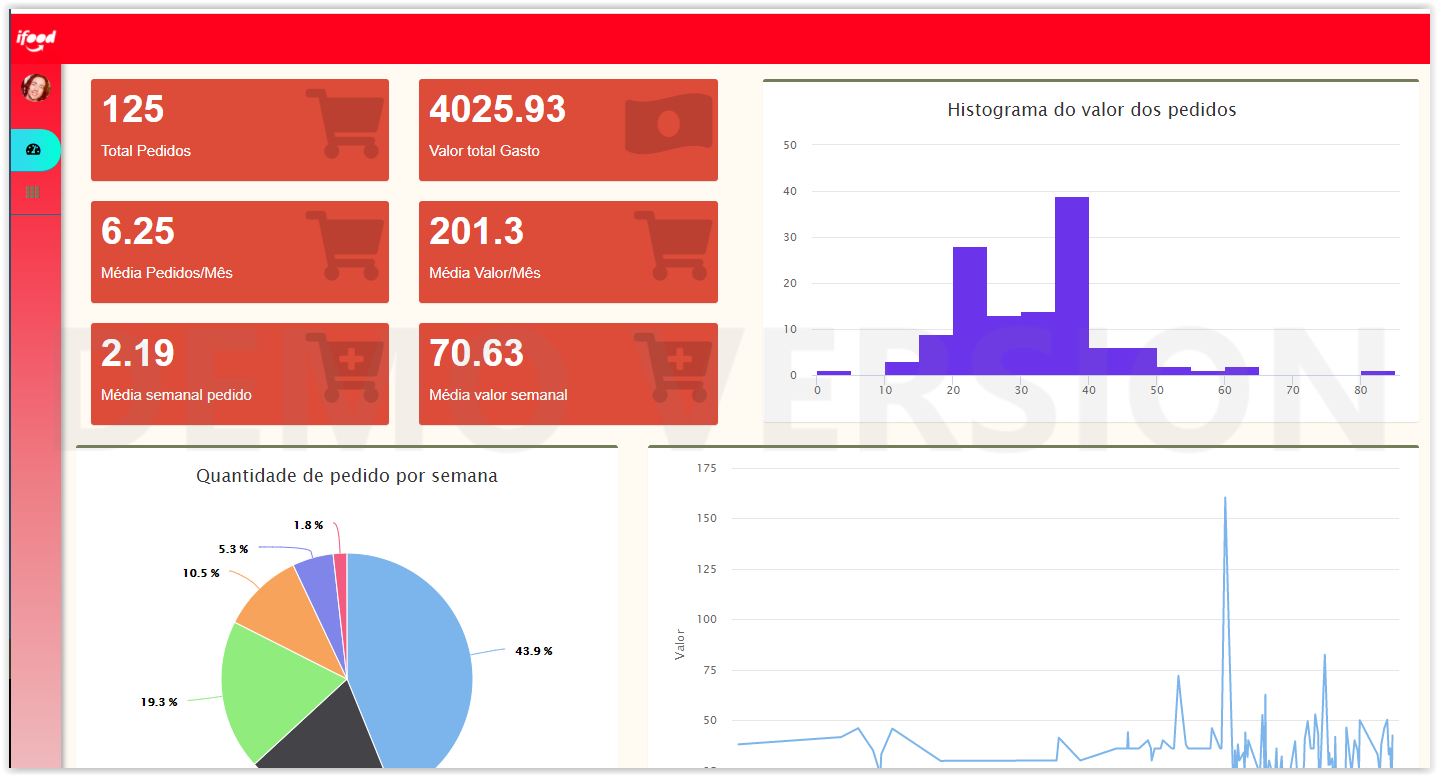 ifood
125
Total Pedidos
4025.93
Valor total Gasto
6.25
Média Pedidos/Mês
201.3
Média Valor/Mês
2.19
Média semanal pedido
70.63
Média valor semanal
Histograma do valor dos pedidos
50
40
30
20
10
0
0 10 20 30 40 50 60 70 80
DEMO VERSION
Quantidade de pedido por semana
1.8 %
5.3 %
10.5 %
43.9 %
19.3 %
175
150
125
100
75
50
Valor